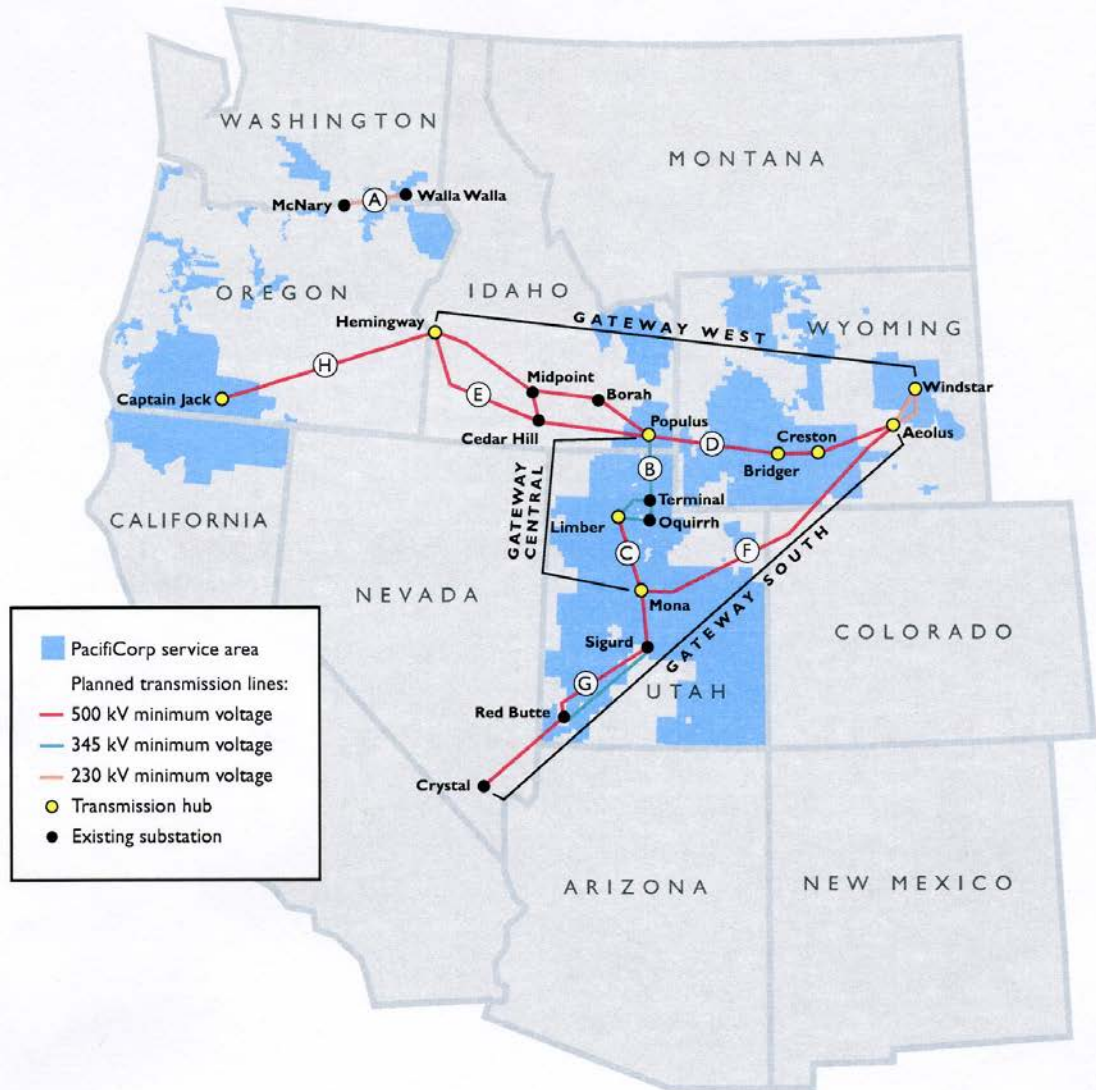 WASHINGTON
MONTANA
McNary
A
Walla Walla
OREGON
IDAHO
Hemingway
GATEWAY WEST
WYOMING
H
Captain Jack
E
Midpoint
Borah
Windstar
Cedar Hill
Populus
D
Creston
Bridger
Aeolus
GATEWAY
CENTRAL
B
Terminal
Limber
Oquirrh
CALIFORNIA
C
F
GATEWAY SOUTH
NEVADA
Mona
COLORADO
Sigurd
G
UTAH
Red Butte
Crystal
ARIZONA
NEW MEXICO
PacifiCorp service area
Planned transmission lines:
500 kV minimum voltage
345 kV minimum voltage
230 kV minimum voltage
Transmission hub
Existing substation